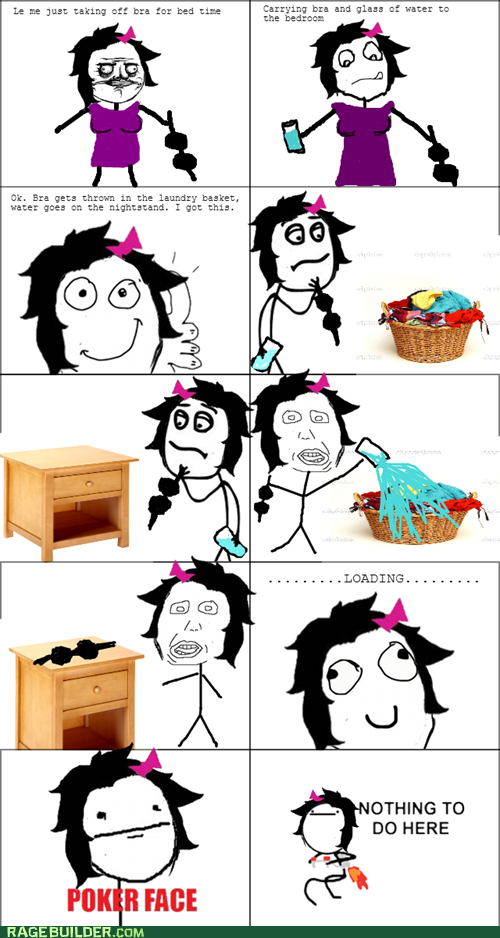 Le me just taking off bra for bed time
Carrying bra and glass of water to
the bedroom
Ok. Bra gets thrown in the laundry basket,
water goes on the nightstand. I got this.
.........LOADING.........
POKER FACE
NOTHING TO
DO HERE
RAGEBUILDER.COM